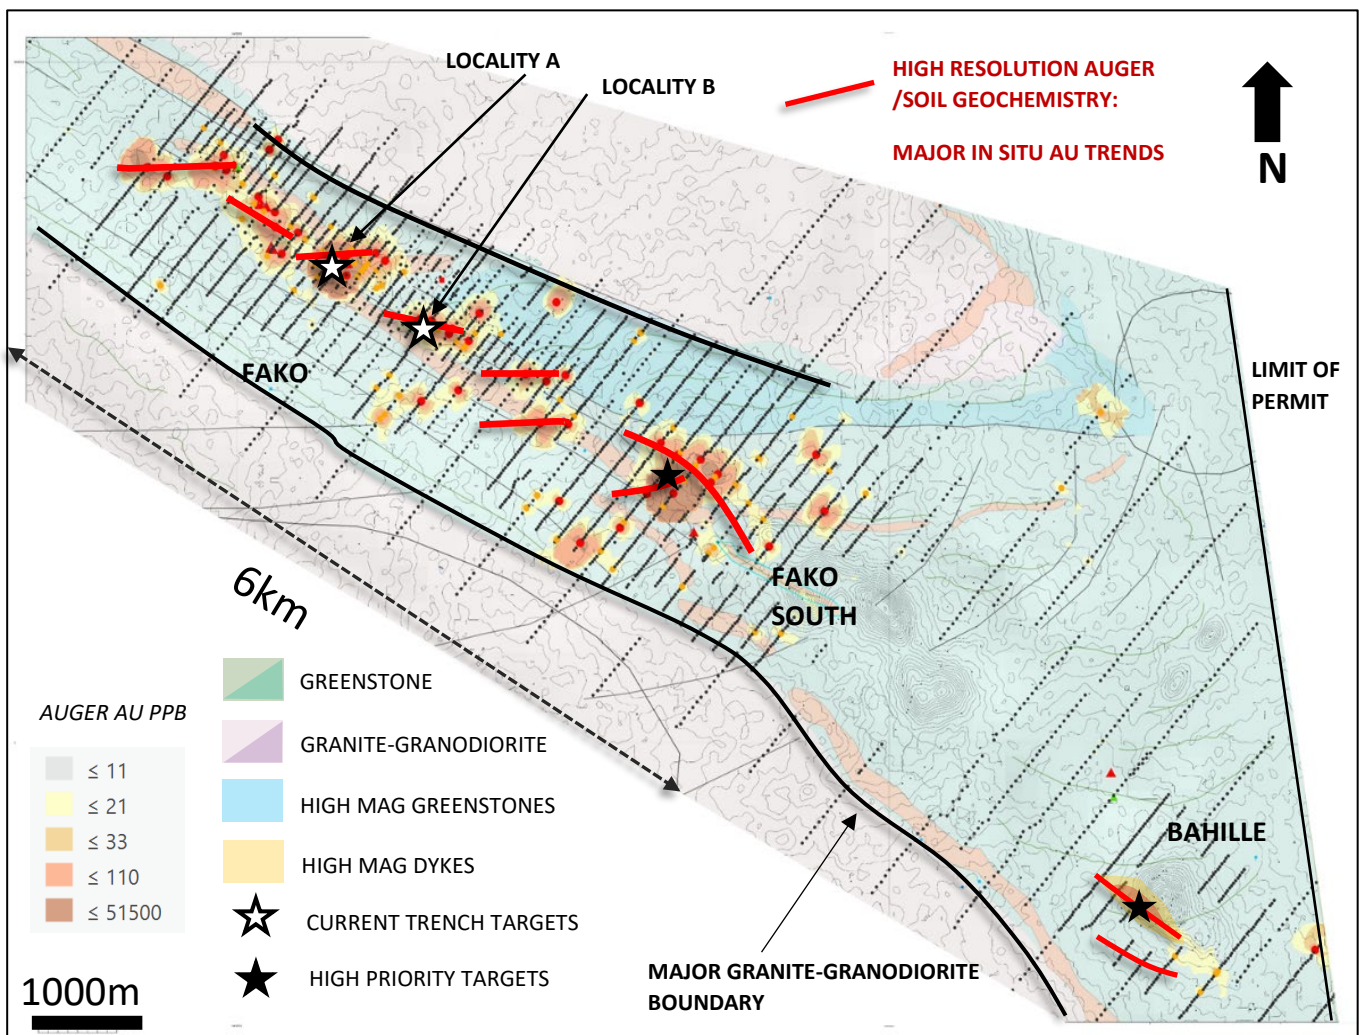 LOCALITY A
LOCALITY B
HIGH RESOLUTION AUGER
/SOIL GEOCHEMISTRY:
MAJOR IN SITU AU TRENDS
N
LIMIT OF
PERMIT
FAKO
FAKO
SOUTH
6km
BAHILLE
GREENSTONE
GRANITE-GRANODIORITE
HIGH MAG GREENSTONES
HIGH MAG DYKES
CURRENT TRENCH TARGETS
HIGH PRIORITY TARGETS
AUGER AU PPB
≤ 11
≤ 21
≤ 33
≤ 110
≤ 51500
MAJOR GRANITE-GRANODIORITE
BOUNDARY
1000m